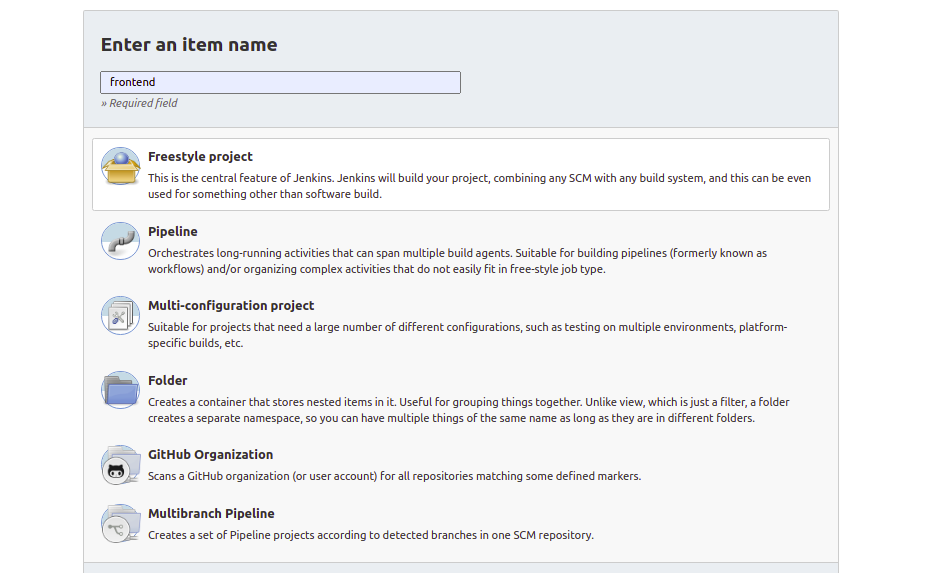 Enter an item name
frontend
» Required field
Freestyle project
This is the central feature of Jenkins. Jenkins will build your project, combining any SCM with any build system, and this can be even
used for something other than software build.
Pipeline
Orchestrates long-running activities that can span multiple build agents. Suitable for building pipelines (formerly known as
workflows) and/or organizing complex activities that do not easily fit in free-style job type.
Multi-configuration project
Suitable for projects that need a large number of different configurations, such as testing on multiple environments, platform-
specific builds, etc.
Folder
Creates a container that stores nested items in it. Useful for grouping things together. Unlike view, which is just a filter, a folder
creates a separate namespace, so you can have multiple things of the same name as long as they are in different folders.
GitHub Organization
Scans a GitHub organization (or user account) for all repositories matching some defined markers.
Multibranch Pipeline
Creates a set of Pipeline projects according to detected branches in one SCM repository.